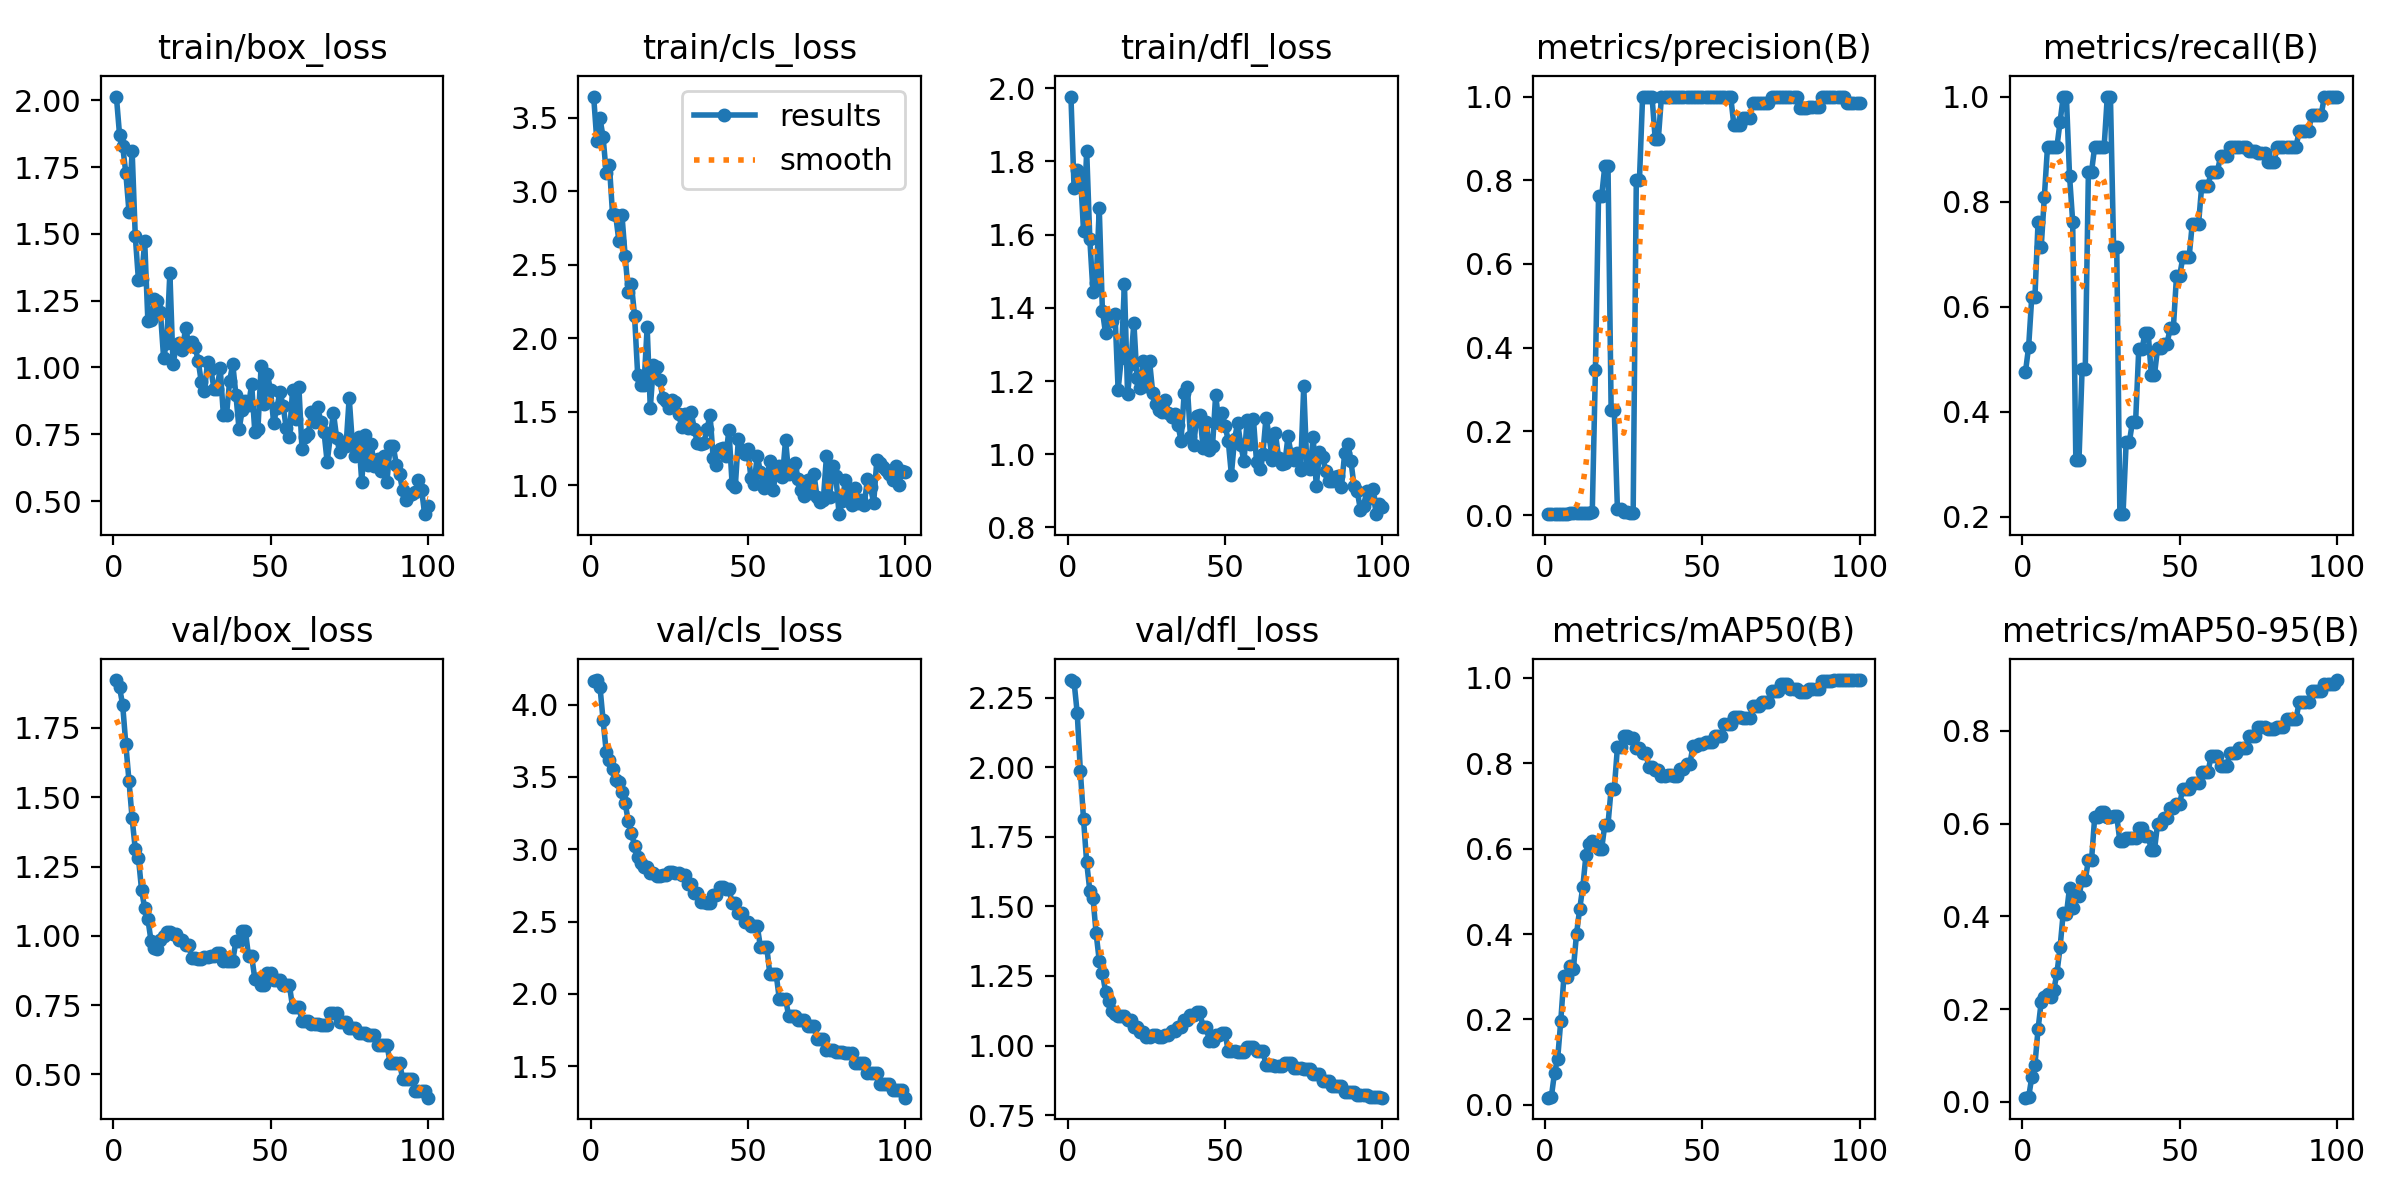 train/box_loss
2.00
1.75
1.50
1.25
1.00
0.75
0.50
0 50 100
train/cls_loss
results
smooth
3.5
3.0
2.5
2.0
1.5
1.0
0 50 100
train/dfl_loss
2.0
1.8
1.6
1.4
1.2
1.0
0.8
0 50 100
metrics/precision(B)
1.0
0.8
0.6
0.4
0.2
0.0
0 50 100
metrics/recall(B)
1.0
0.8
0.6
0.4
0.2
0 50 100
val/box_loss
1.75
1.50
1.25
1.00
0.75
0.50
0 50 100
val/cls_loss
4.0
3.5
3.0
2.5
2.0
1.5
0 50 100
val/dfl_loss
2.25
2.00
1.75
1.50
1.25
1.00
0.75
0 50 100
metrics/mAP50(B)
1.0
0.8
0.6
0.4
0.2
0.0
0 50 100
metrics/mAP50-95(B)
0.8
0.6
0.4
0.2
0.0
0 50 100